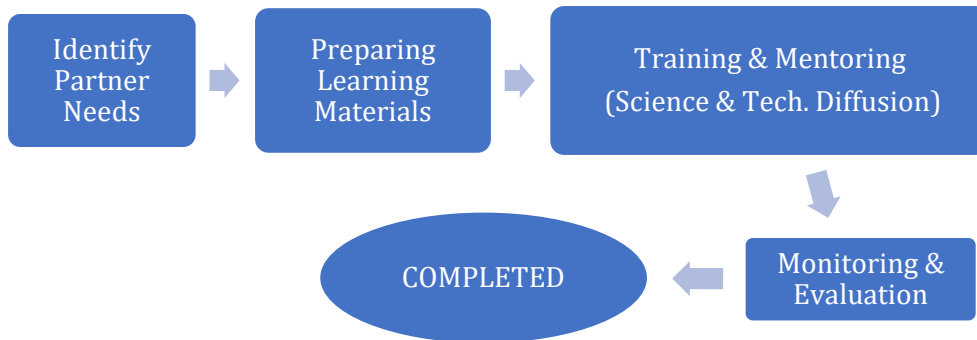 Identify
Partner
Needs
Preparing
Learning
Materials
Training & Mentoring
(Science & Tech. Diffusion)
Monitoring &
Evaluation
COMPLETED